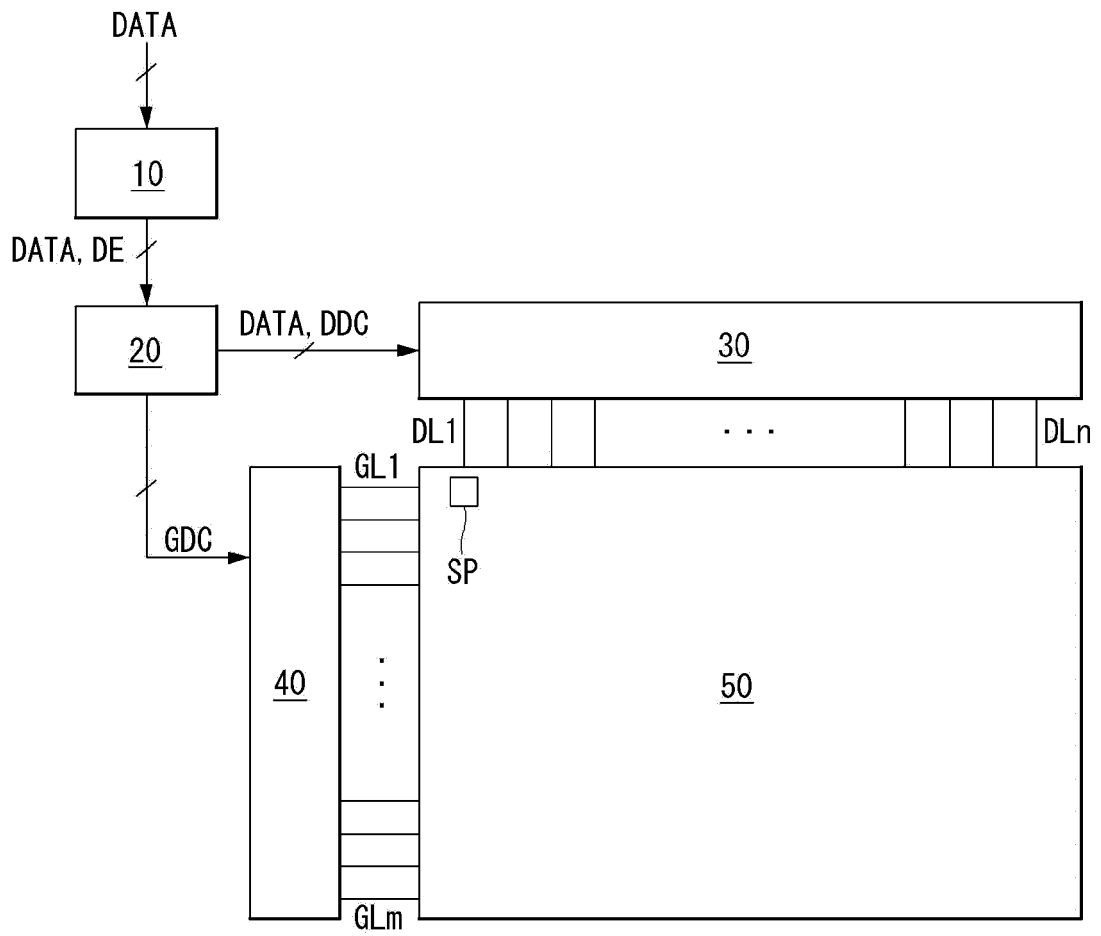 DATA
10
DATA, DE
20
DATA, DDC
30
DL1
. . .
DLn
GL1
GDC
SP
40
50
GLm